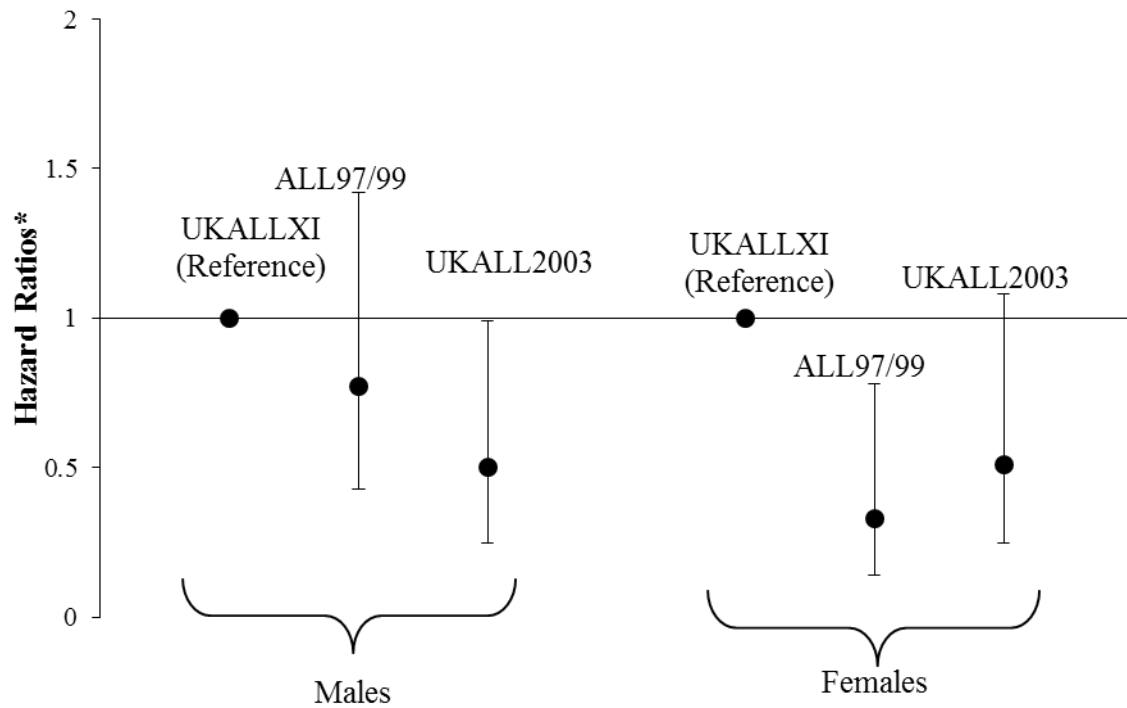 2
1.5
1
0.5
0
Hazard Ratios*
UKALLXI
(Reference)
ALL97/99
UKALL2003
UKALLXI
(Reference)
ALL97/99
UKALL2003
Males
Females